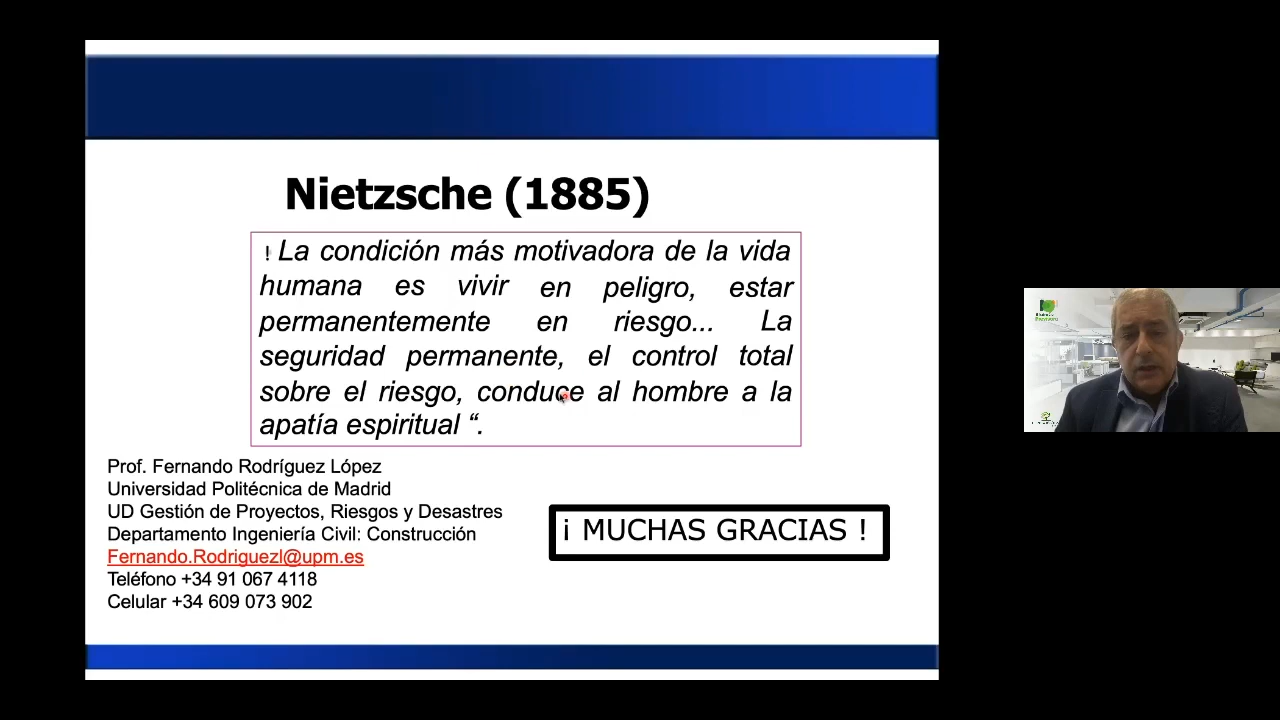 Nietzsche (1885)
! La condición más motivadora de la vida
humana es vivir en peligro, estar
permanentemente en riesgo... La
seguridad permanente, el control total
sobre el riesgo, conduce al hombre a la
apatía espiritual “.
Prof. Fernando Rodríguez López
Universidad Politécnica de Madrid
UD Gestión de Proyectos, Riesgos y Desastres
Departamento Ingeniería Civil: Construcción
Fernando.Rodriguezl@upm.es
Teléfono +34 91 067 4118
Celular +34 609 073 902
¡ MUCHAS GRACIAS !